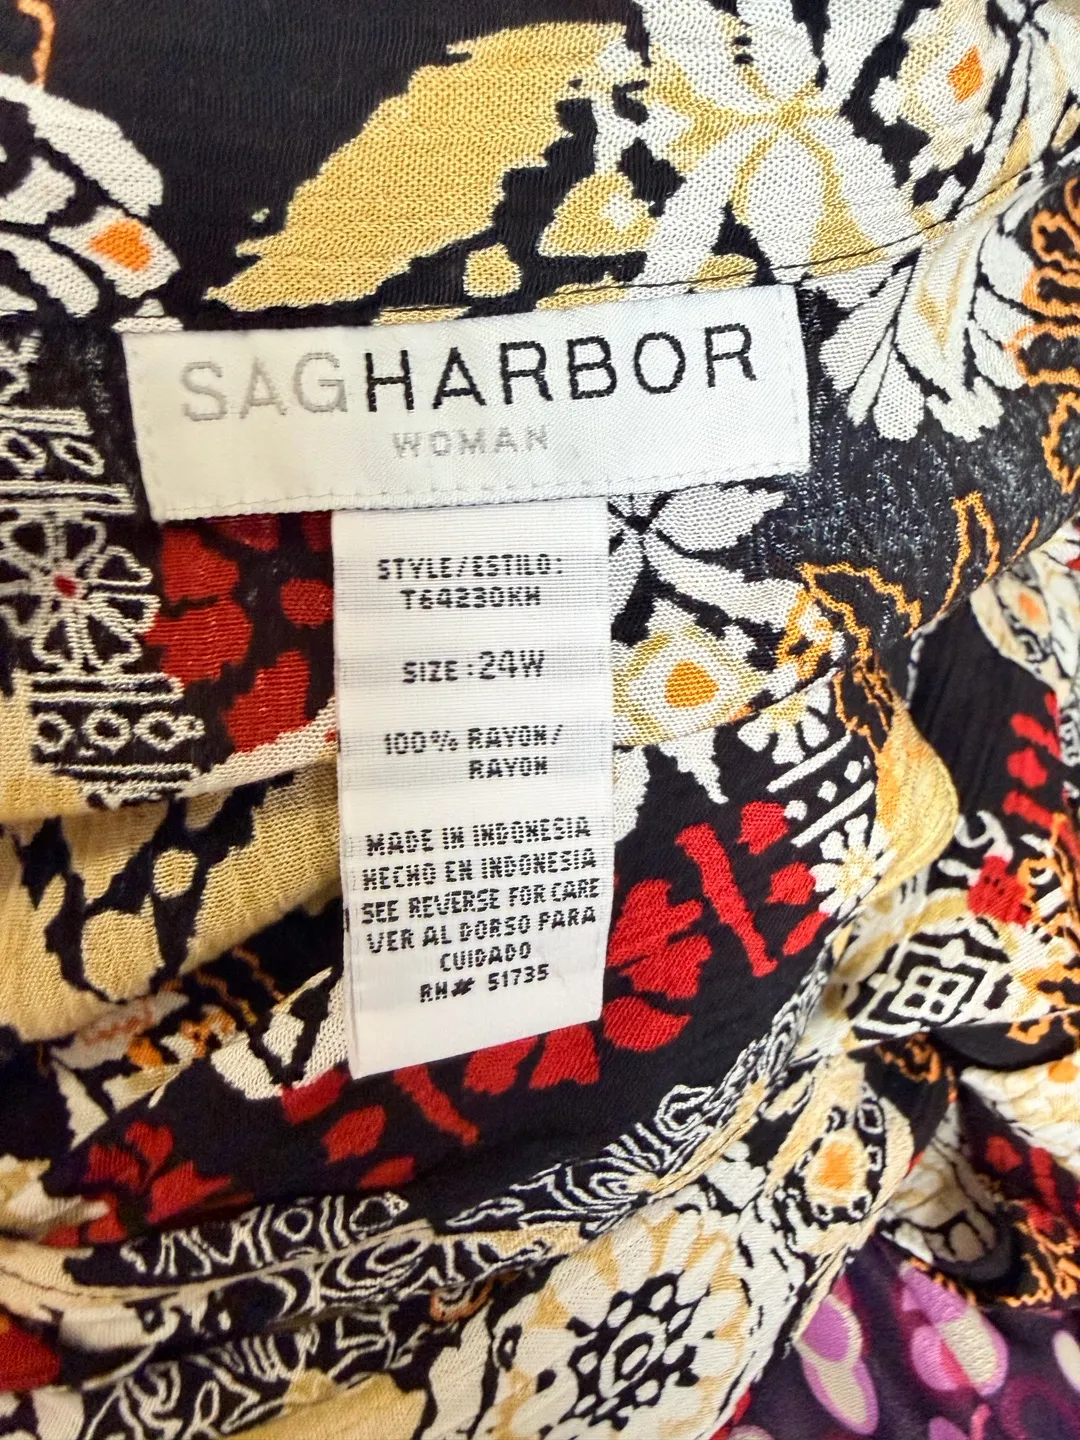 SAGHARBOR
WOMAN
STYLE/ESTILO:
T64230KH
SIZE:24W
100% RAYON/
RAYON
MADE IN INDONESIA
HECHO EN INDONESIA
SEE REVERSE FOR CARE
VER AL DORSO PARA
CUIDADO
RN# 51735